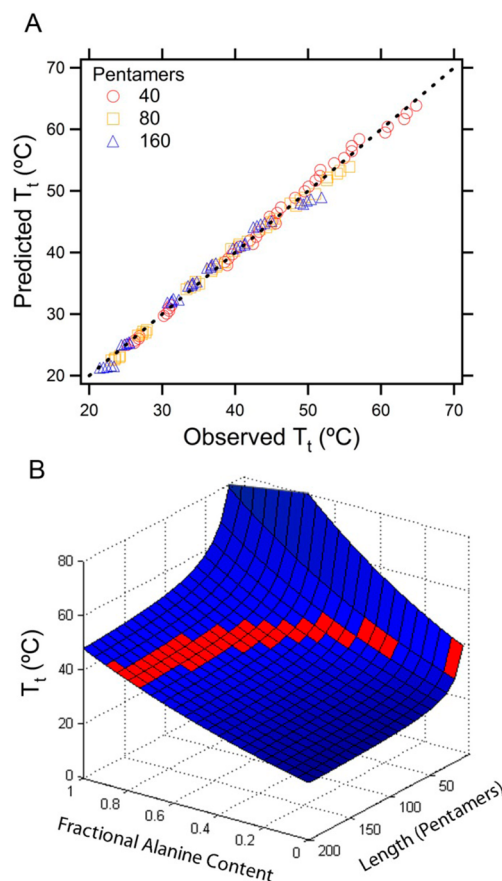 A
Pentamers
40
80
160
70
60
50
40
30
20
Predicted Tt (ºC)
20 30 40 50 60 70
Observed Tt (ºC)
B
80
60
40
20
0
Tt (ºC)
1 0.8 0.6 0.4 0.2 0
Fractional Alanine Content
200 150 100 50
Length (Pentamers)